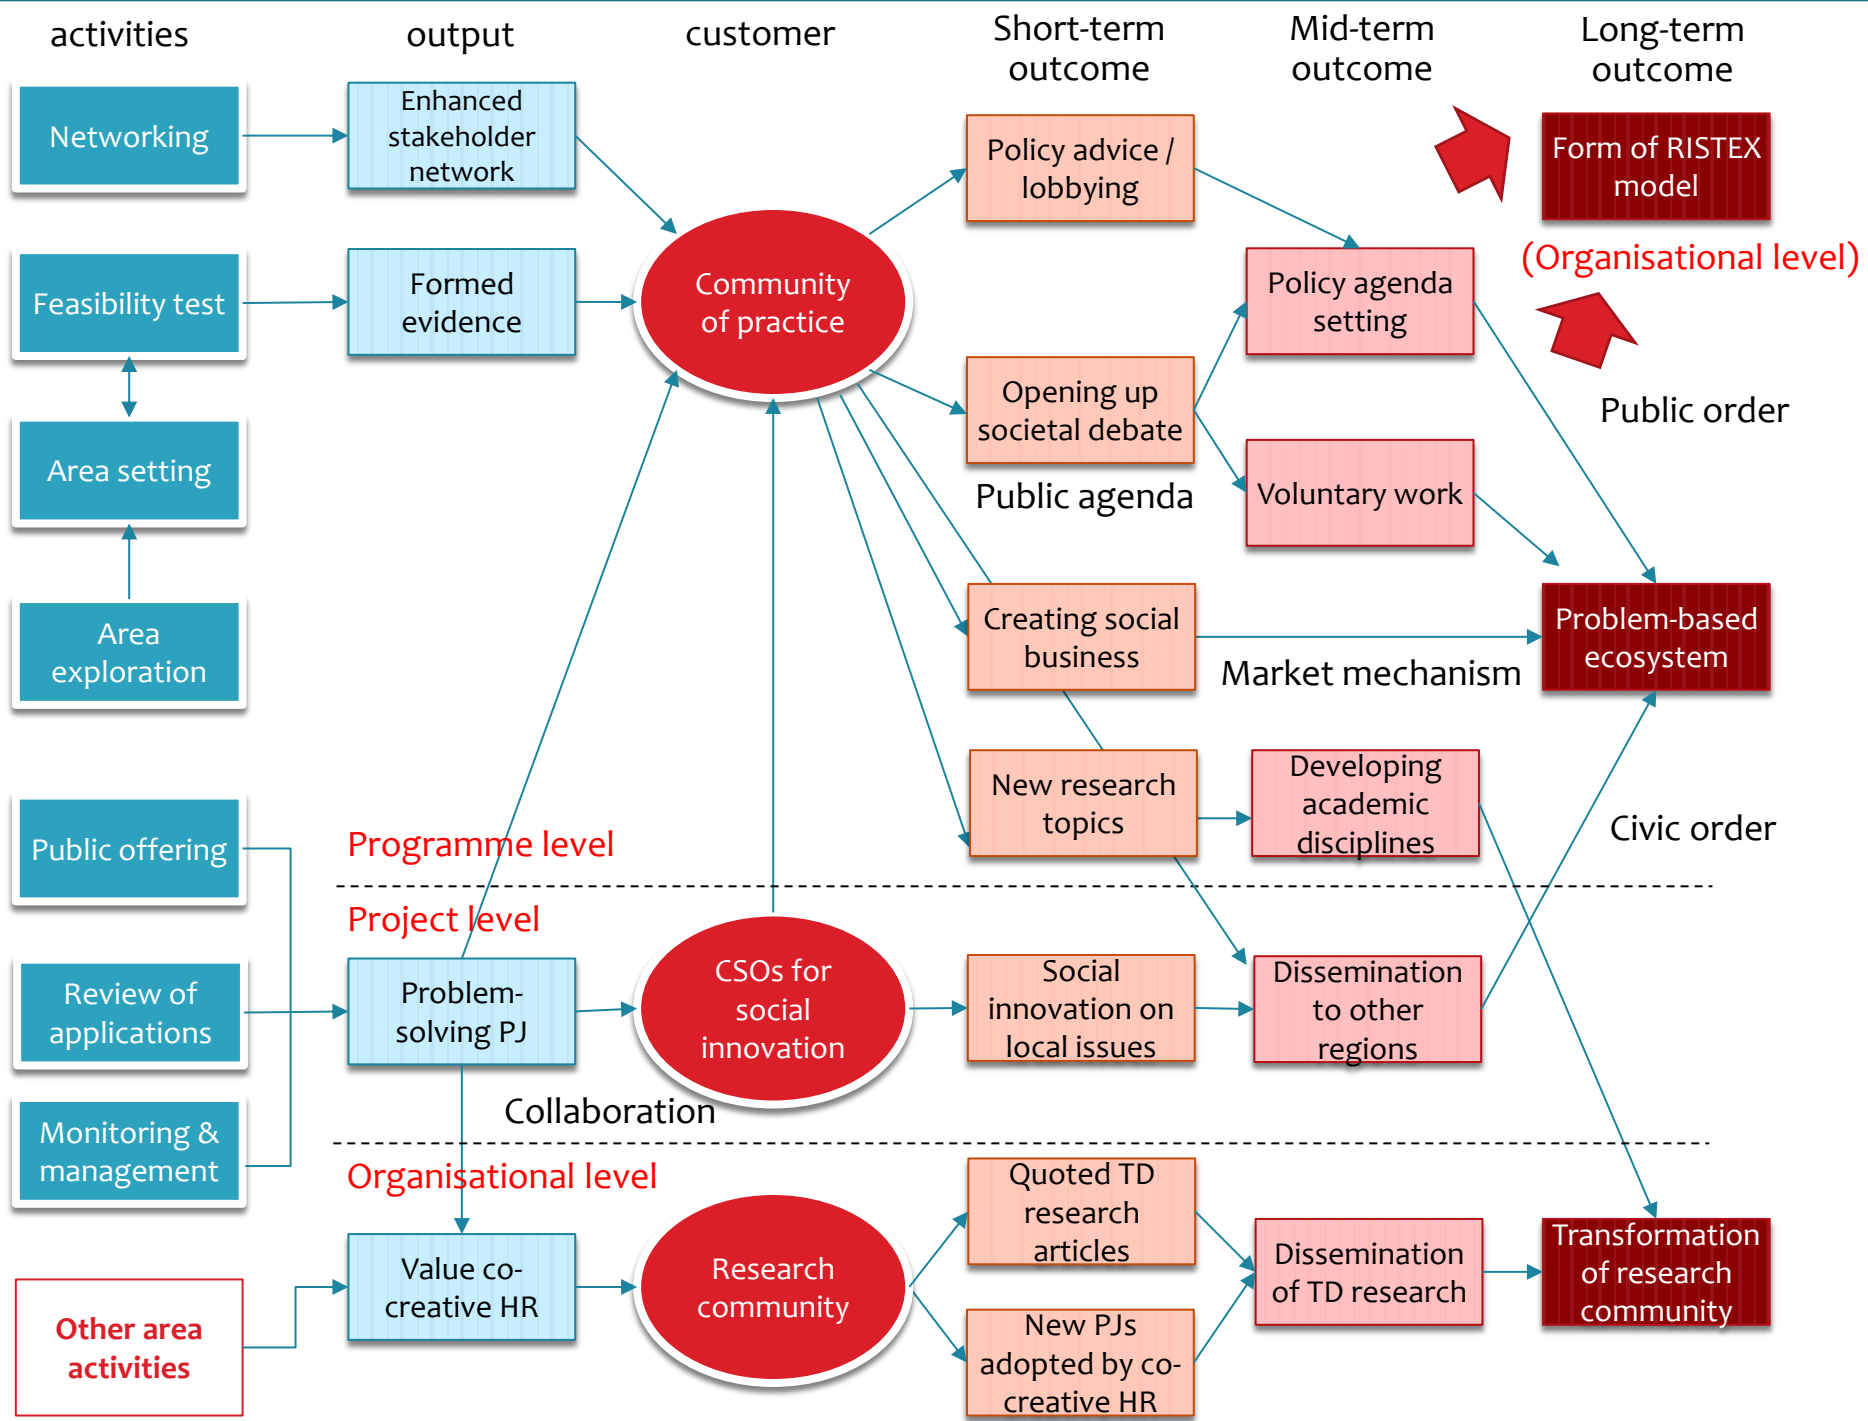 activities
output
customer
Short-term
outcome
Mid-term
outcome
Long-term
outcome
Networking
Enhanced
stakeholder
network
Policy advice /
lobbying
Form of RISTEX
model
(Organisational level)
Feasibility test
Formed
evidence
Community
of practice
Policy agenda
setting
Opening up
societal debate
Public order
Area setting
Public agenda
Voluntary work
Area
exploration
Creating social
business
Market mechanism
Problem-based
ecosystem
Public offering
Programme level
New research
topics
Developing
academic
disciplines
Civic order
Project level
Review of
applications
Problem-
solving PJ
CSOs for
social
innovation
Social
innovation on
local issues
Dissemination
to other
regions
Collaboration
Monitoring &
management
Organisational level
Quoted TD
research
articles
Value co-
creative HR
Research
community
Dissemination
of TD research
Transformation
of research
community
Other area
activities
New PJs
adopted by co-
creative HR